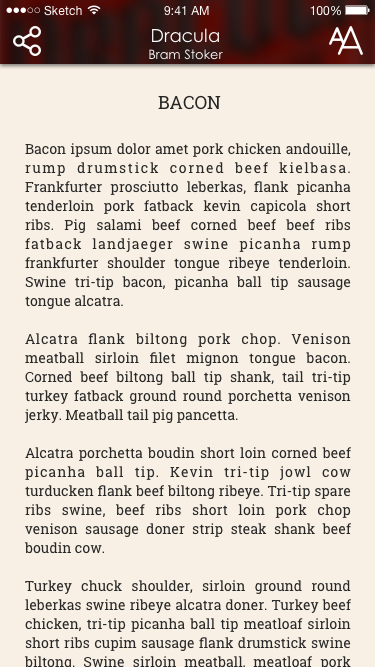 Sketch 9:41 AM 100%
Dracula
Bram Stoker
AA
BACON
Bacon ipsum dolor amet pork chicken andouille,
rump drumstick corned beef kielbasa.
Frankfurter prosciutto leberkas, flank picanha
tenderloin pork fatback kevin capicola short
ribs. Pig salami beef corned beef beef ribs
fatback landjaeger swine picanha rump
frankfurter shoulder tongue ribeye tenderloin.
Swine tri-tip bacon, picanha ball tip sausage
tongue alcatra.
Alcatra flank biltong pork chop. Venison
meatball sirloin filet mignon tongue bacon.
Corned beef biltong ball tip shank, tail tri-tip
turkey fatback ground round porchetta venison
jerky. Meatball tail pig pancetta.
Alcatra porchetta boudin short loin corned beef
picanha ball tip. Kevin tri-tip jowl cow
turducken flank beef biltong ribeye. Tri-tip spare
ribs swine, beef ribs short loin pork chop
venison sausage doner strip steak shank beef
boudin cow.
Turkey chuck shoulder, sirloin ground round
leberkas swine ribeye alcatra doner. Turkey beef
chicken, tri-tip picanha ball tip meatloaf sirloin
short ribs cupim sausage flank drumstick swine
biltong. Swine sirloin meatball, meatloaf pork